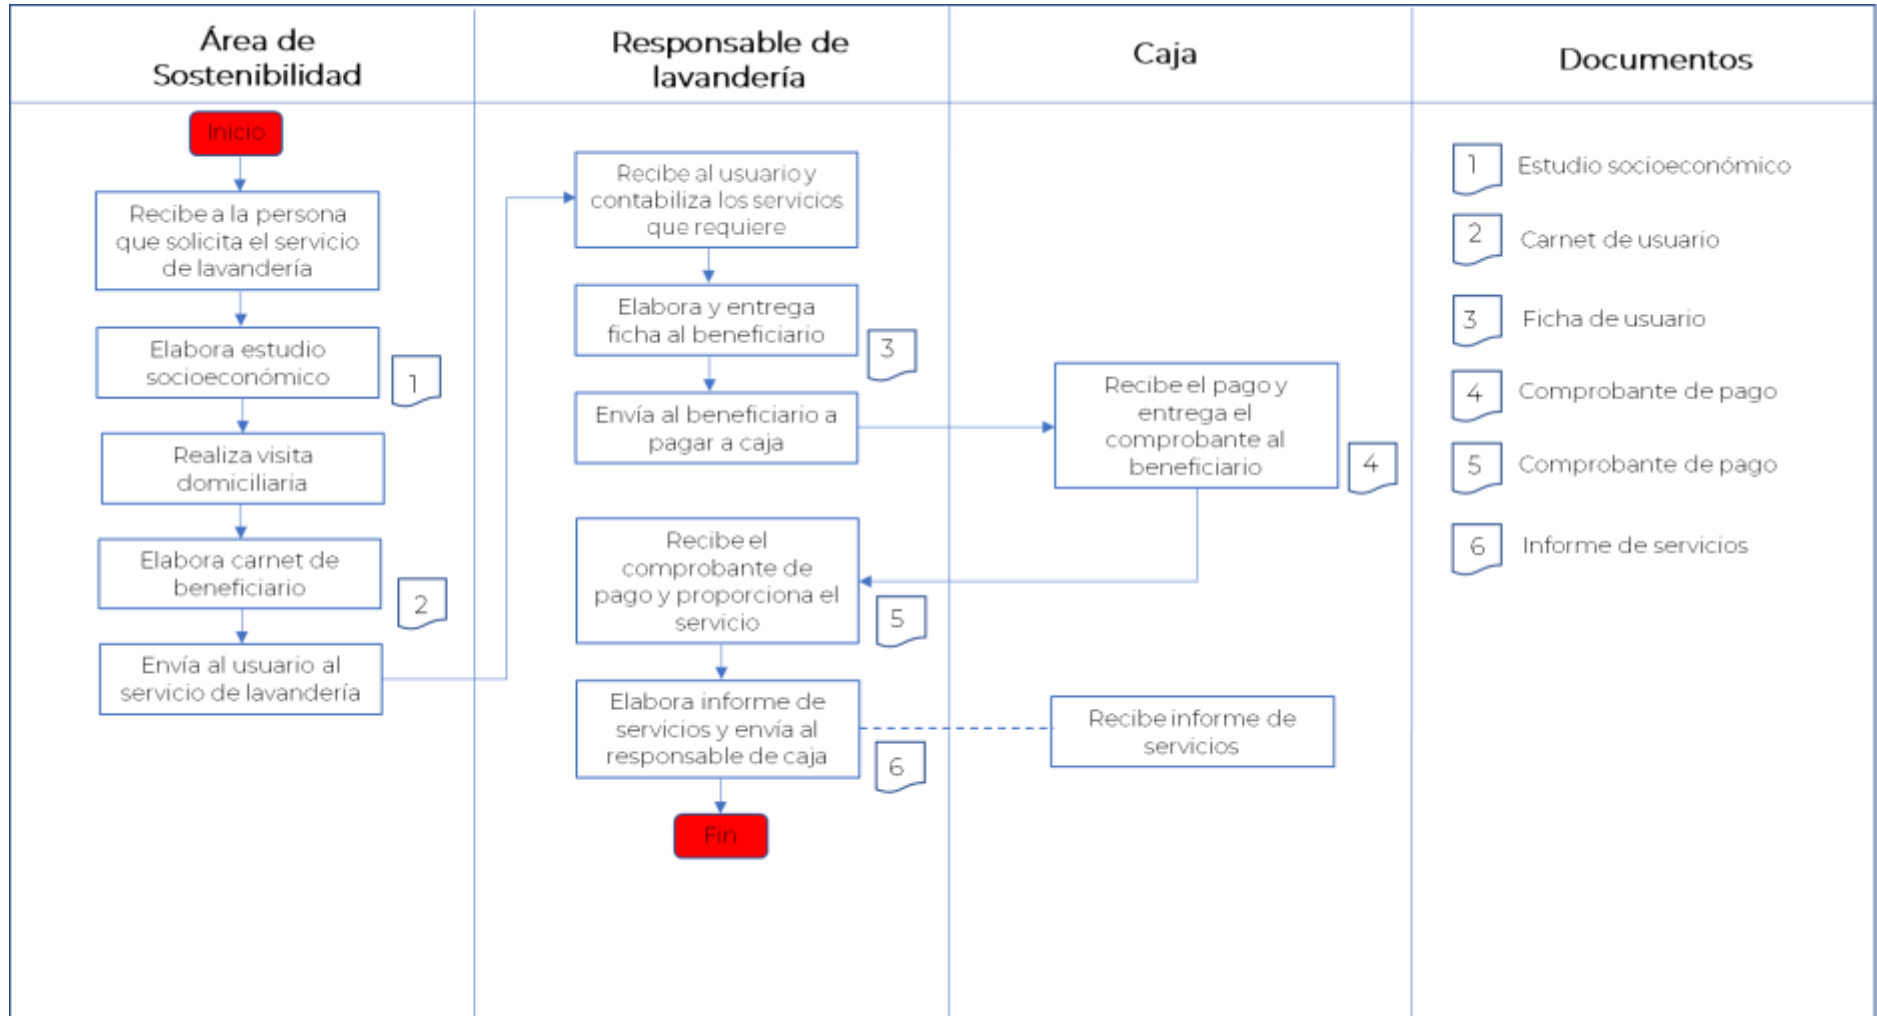 Área de
Sostenibilidad
Responsable de
lavandería
Caja
Documentos
Inicio
Recibe a la persona
que solicita el servicio
de lavandería
Elabora estudio
socioeconómico
1
Realiza visita
domiciliaria
Elabora carnet de
beneficiario
2
Envía al usuario al
servicio de lavandería
Recibe al usuario y
contabiliza los servicios
que requiere
Elabora y entrega
ficha al beneficiario
3
Envía al beneficiario a
pagar a caja
Recibe el pago y
entrega el
comprobante al
beneficiario
4
Recibe el
comprobante de
pago y proporciona el
servicio
5
Elabora informe de
servicios y envía al
responsable de caja
6
Recibe informe de
servicios
Fin
1 Estudio socioeconómico
2 Carnet de usuario
3 Ficha de usuario
4 Comprobante de pago
5 Comprobante de pago
6 Informe de servicios